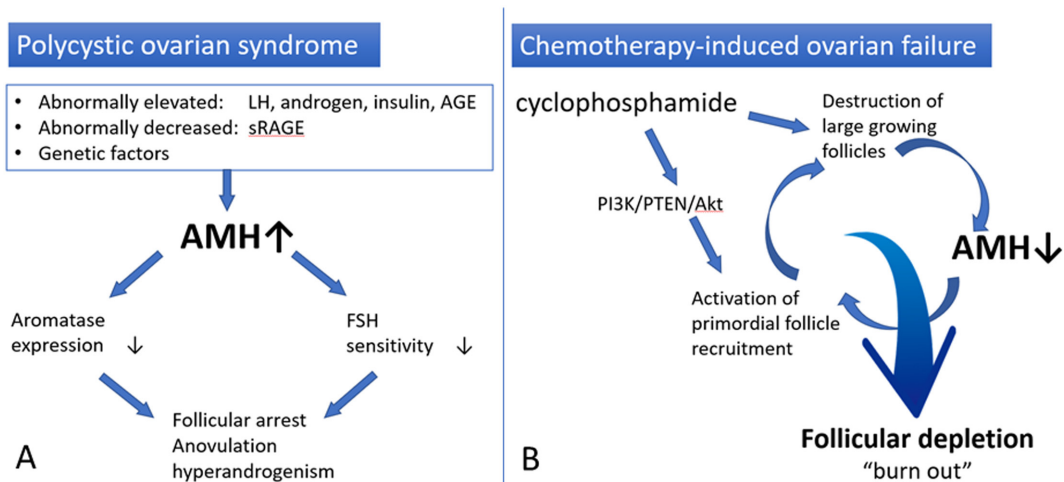 Polycystic ovarian syndrome
• Abnormally elevated: LH, androgen, insulin, AGE
• Abnormally decreased: sRAGE
• Genetic factors
AMH↑
Aromatase
expression ↓
FSH
sensitivity ↓
Follicular arrest
Anovulation
hyperandrogenism
A
Chemotherapy-induced ovarian failure
cyclophosphamide
Destruction of
large growing
follicles
PI3K/PTEN/Akt
AMH↓
Activation of
primordial follicle
recruitment
Follicular depletion
“burn out”
B